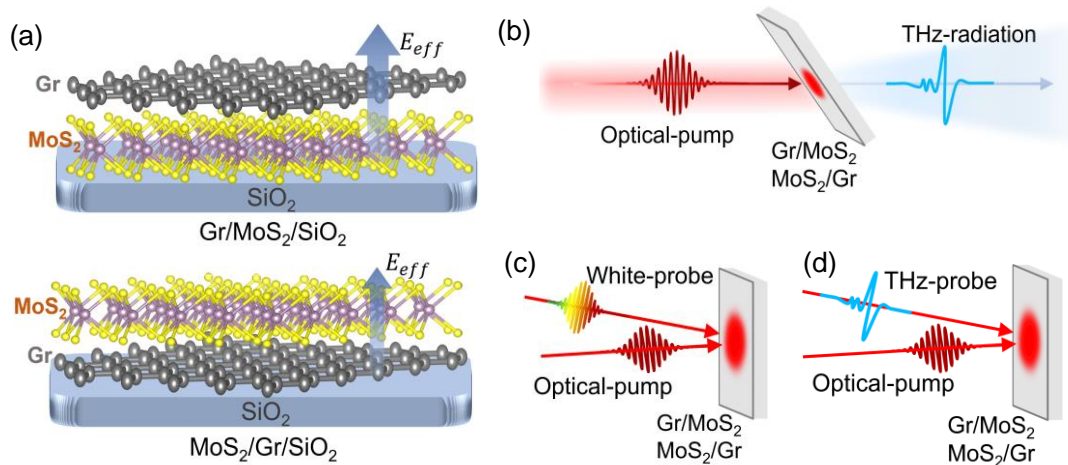 (a)
E_eff
Gr
MoS₂
SiO₂
Gr/MoS₂/SiO₂
E_eff
MoS₂
Gr
SiO₂
MoS₂/Gr/SiO₂
(b)
THz-radiation
Optical-pump
Gr/MoS₂
MoS₂/Gr
(c)
White-probe
Optical-pump
Gr/MoS₂
MoS₂/Gr
(d)
THz-probe
Optical-pump
Gr/MoS₂
MoS₂/Gr